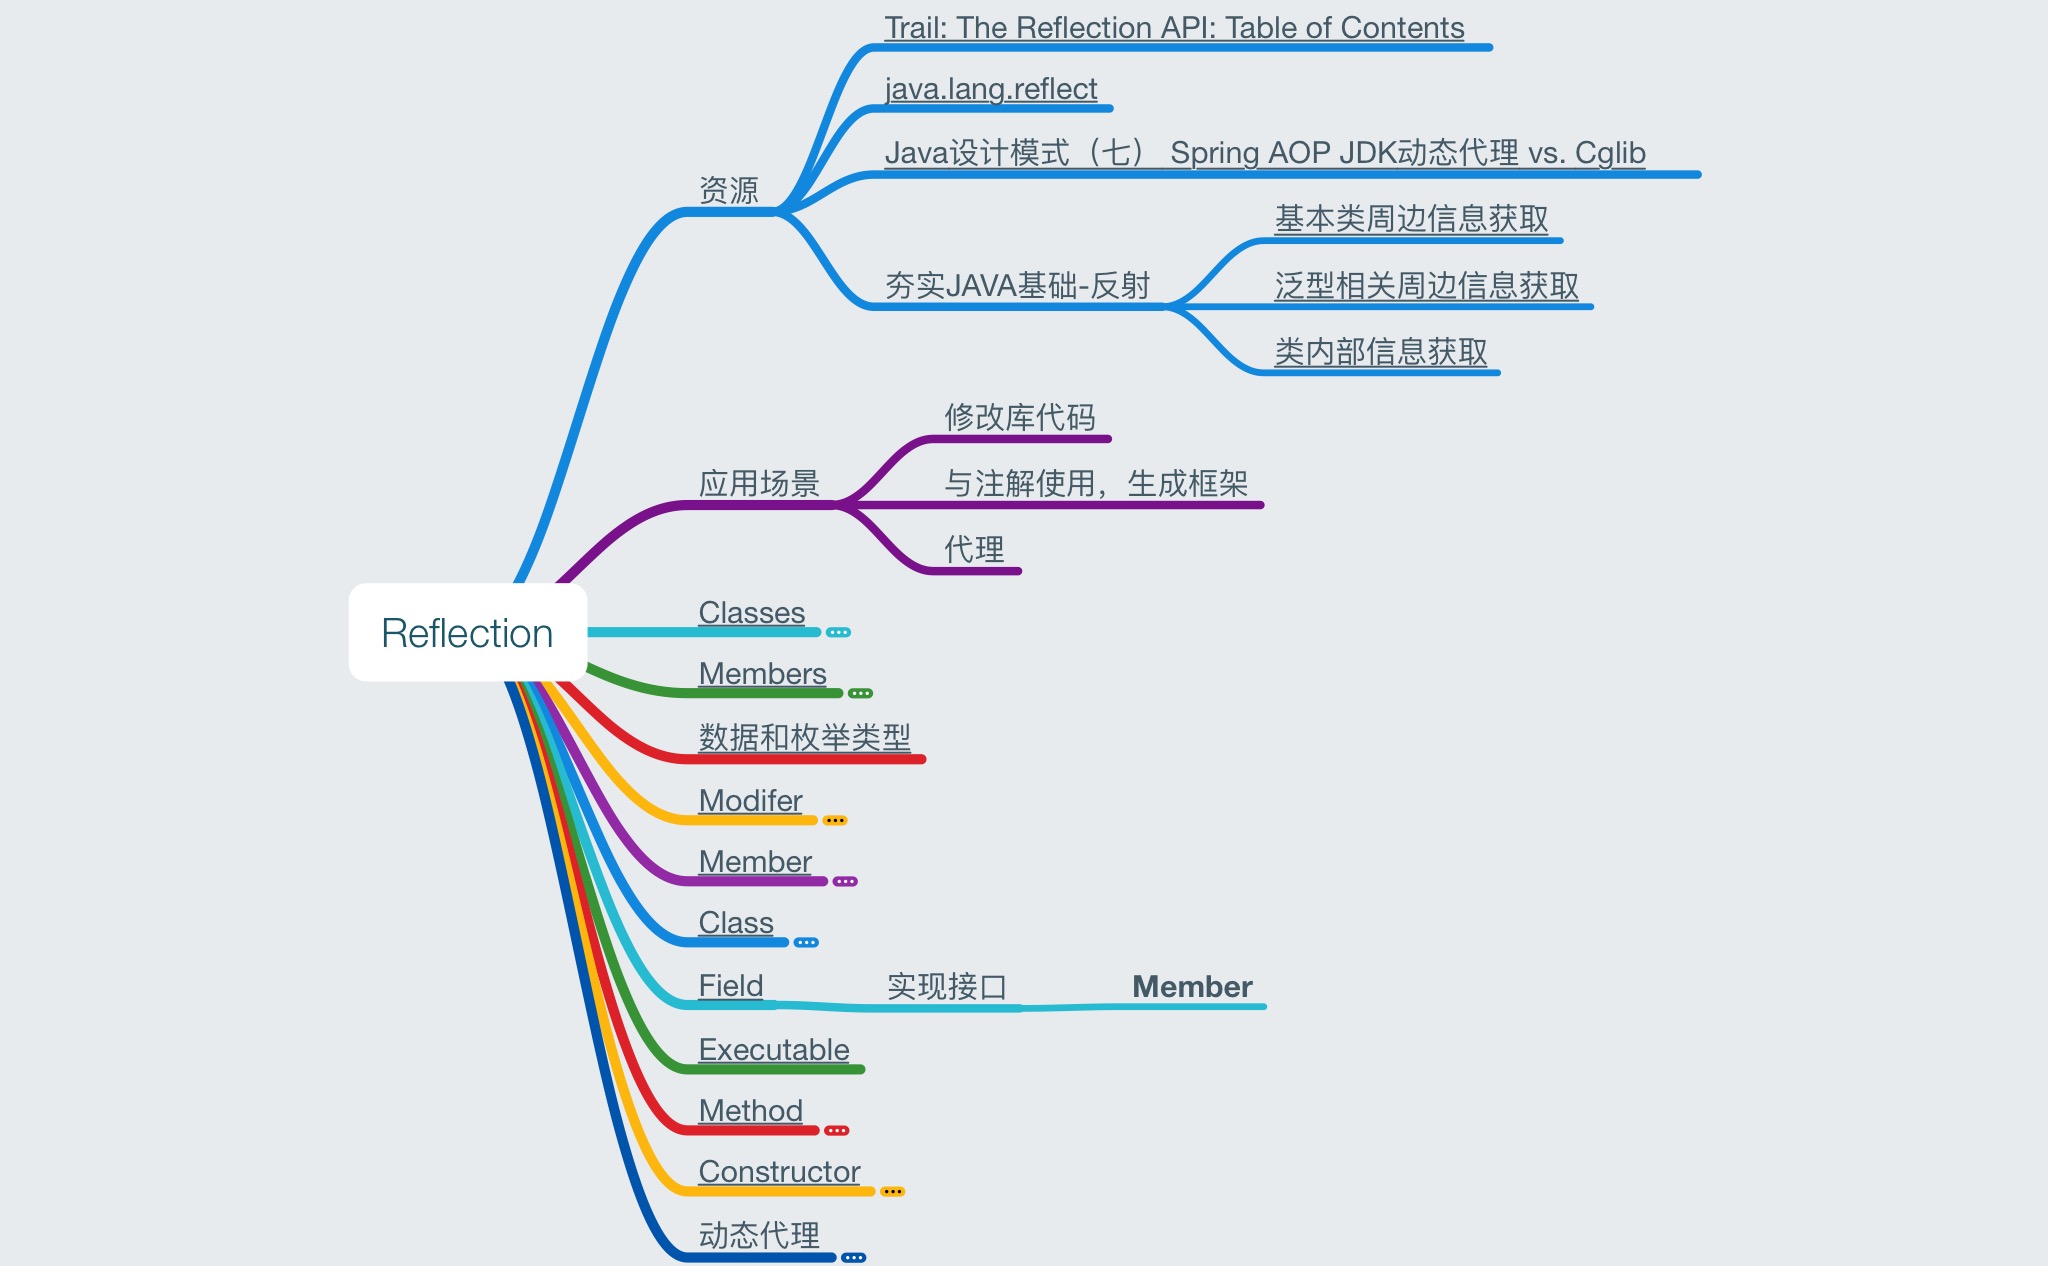 Trail: The Reflection API: Table of Contents
java.lang.reflect
Java设计模式（七） Spring AOP JDK动态代理 vs. Cglib
资源
基本类周边信息获取
夯实JAVA基础-反射
泛型相关周边信息获取
类内部信息获取
修改库代码
应用场景
与注解使用，生成框架
代理
Reflection
Classes
Members
数据和枚举类型
Modifer
Member
Class
Field
实现接口
Member
Executable
Method
Constructor
动态代理